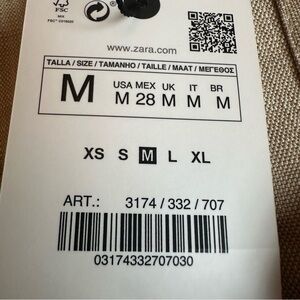 FSC
MIX
www.zara.com
TALLA / SIZE / TAMANHO / TAILLE / MAAT / ΜΕΓΕΘΟΣ
M
USA MEX UK IT BR
M 28 M M M
XS S M L XL
ART.: 3174 / 332 / 707
03174332707030